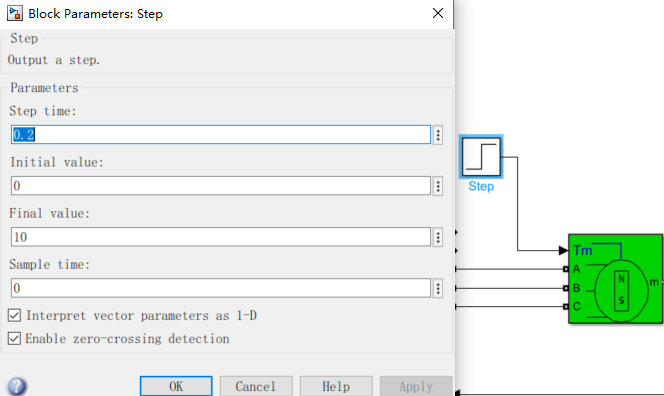 Block Parameters: Step
Step
Output a step.
Parameters
Step time:
0.2
Initial value:
0
Final value:
10
Sample time:
0
Interpret vector parameters as 1-D
Enable zero-crossing detection
?
OK
Cancel
Help
Apply
Step
Tm
A
B
C
N
S
m